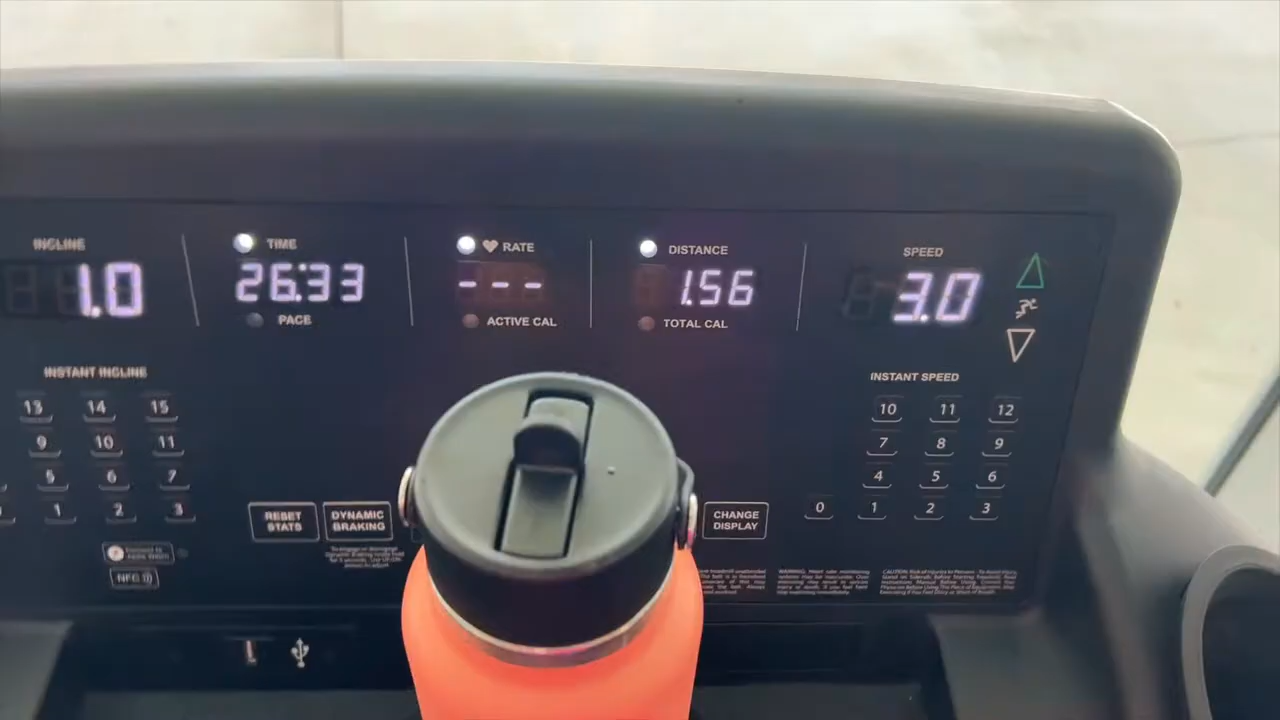 INCLINE
TIME
RATE
DISTANCE
SPEED
1.0
26:33
---
1.56
3.0
PACE
ACTIVE CAL
TOTAL CAL
INSTANT INCLINE
INSTANT SPEED
13 14 15
10 11 12
9 10 11
7 8 9
5 6 7
4 5 6
1 2 3
0 1 2 3
RESET
STATS
DYNAMIC
BRAKING
CHANGE
DISPLAY
NFC